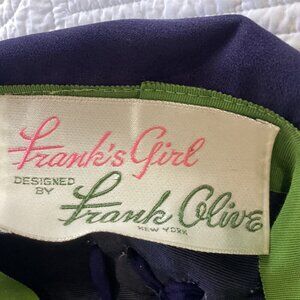 Frank's Girl
DESIGNED
BY
Frank Olive
NEW YORK